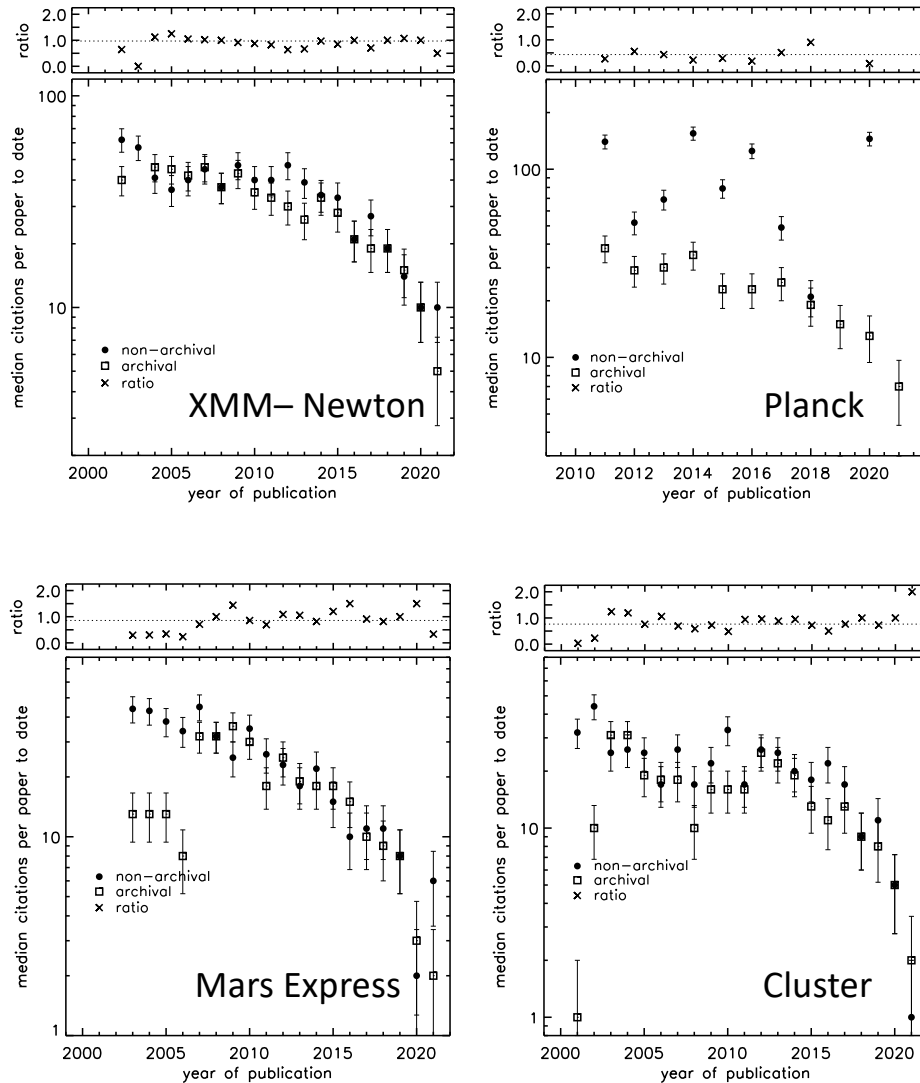 ratio
2.0
1.0
0.0
median citations per paper to date
100
10
non-archival
archival
ratio
XMM– Newton
2000 2005 2010 2015 2020
year of publication
ratio
2.0
1.0
0.0
median citations per paper to date
100
10
non-archival
archival
ratio
Planck
2010 2012 2014 2016 2018 2020
year of publication
ratio
2.0
1.0
0.0
median citations per paper to date
10
1
non-archival
archival
ratio
Mars Express
2000 2005 2010 2015 2020
year of publication
ratio
2.0
1.0
0.0
median citations per paper to date
10
1
non-archival
archival
ratio
Cluster
2000 2005 2010 2015 2020
year of publication